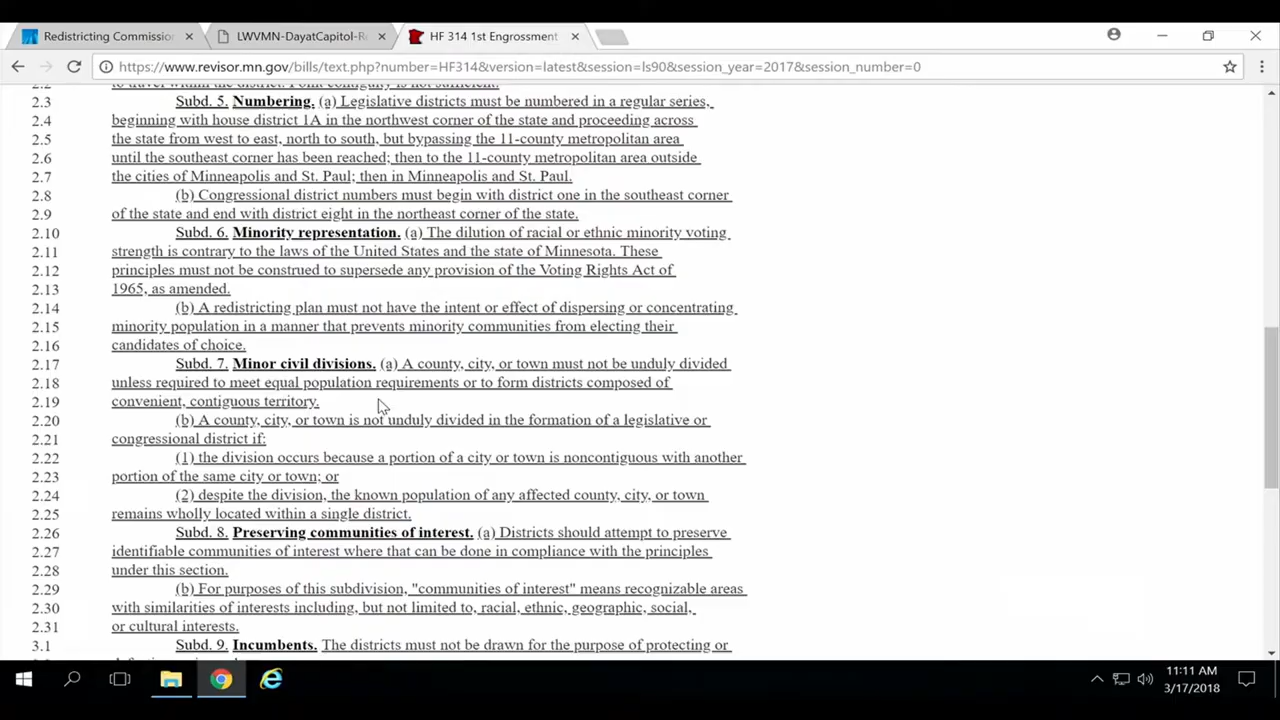 Redistricting Commission
LWVMN-DayatCapitol-Re
HF 314 1st Engrossment
https://www.revisor.mn.gov/bills/text.php?number=HF314&version=latest&session=ls90&session_year=2017&session_number=0
2.2 to travel within the district. Point contiguity is not sufficient.
2.3 Subd. 5. Numbering. (a) Legislative districts must be numbered in a regular series,
2.4 beginning with house district 1A in the northwest corner of the state and proceeding across
2.5 the state from west to east, north to south, but bypassing the 11-county metropolitan area
2.6 until the southeast corner has been reached; then to the 11-county metropolitan area outside
2.7 the cities of Minneapolis and St. Paul; then in Minneapolis and St. Paul.
2.8 (b) Congressional district numbers must begin with district one in the southeast corner
2.9 of the state and end with district eight in the northeast corner of the state.
2.10 Subd. 6. Minority representation. (a) The dilution of racial or ethnic minority voting
2.11 strength is contrary to the laws of the United States and the state of Minnesota. These
2.12 principles must not be construed to supersede any provision of the Voting Rights Act of
2.13 1965, as amended.
2.14 (b) A redistricting plan must not have the intent or effect of dispersing or concentrating
2.15 minority population in a manner that prevents minority communities from electing their
2.16 candidates of choice.
2.17 Subd. 7. Minor civil divisions. (a) A county, city, or town must not be unduly divided
2.18 unless required to meet equal population requirements or to form districts composed of
2.19 convenient, contiguous territory.
2.20 (b) A county, city, or town is not unduly divided in the formation of a legislative or
2.21 congressional district if:
2.22 (1) the division occurs because a portion of a city or town is noncontiguous with another
2.23 portion of the same city or town; or
2.24 (2) despite the division, the known population of any affected county, city, or town
2.25 remains wholly located within a single district.
2.26 Subd. 8. Preserving communities of interest. (a) Districts should attempt to preserve
2.27 identifiable communities of interest where that can be done in compliance with the principles
2.28 under this section.
2.29 (b) For purposes of this subdivision, "communities of interest" means recognizable areas
2.30 with similarities of interests including, but not limited to, racial, ethnic, geographic, social,
2.31 or cultural interests.
3.1 Subd. 9. Incumbents. The districts must not be drawn for the purpose of protecting or
11:11 AM
3/17/2018